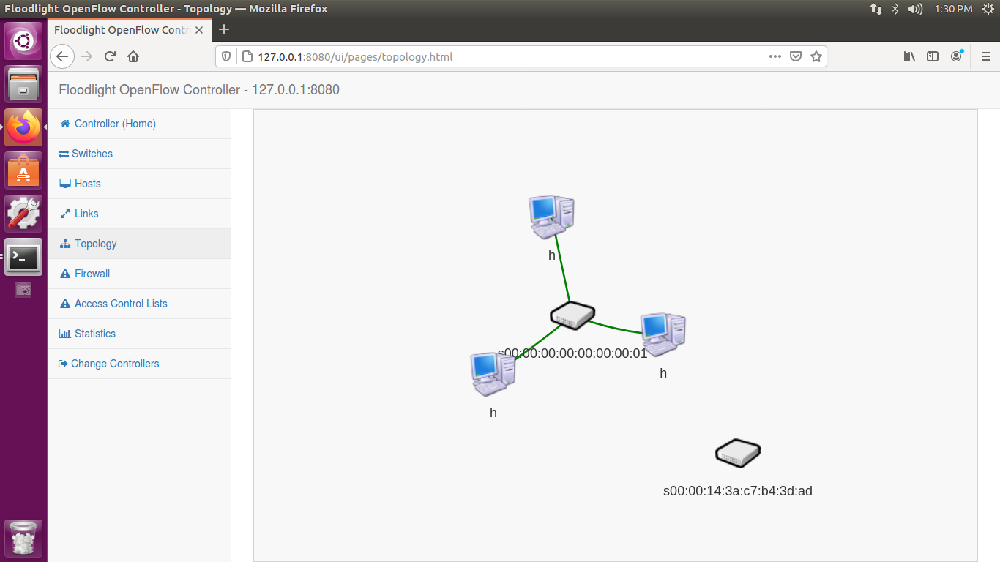 Floodlight OpenFlow Controller - Topology — Mozilla Firefox
1:30 PM
Floodlight OpenFlow Contr
127.0.0.1:8080/ui/pages/topology.html
Floodlight OpenFlow Controller - 127.0.0.1:8080
Controller (Home)
Switches
Hosts
Links
Topology
Firewall
Access Control Lists
Statistics
Change Controllers
h
s00:00:00:00:00:00:00:01
h
h
s00:00:14:3a:c7:b4:3d:ad